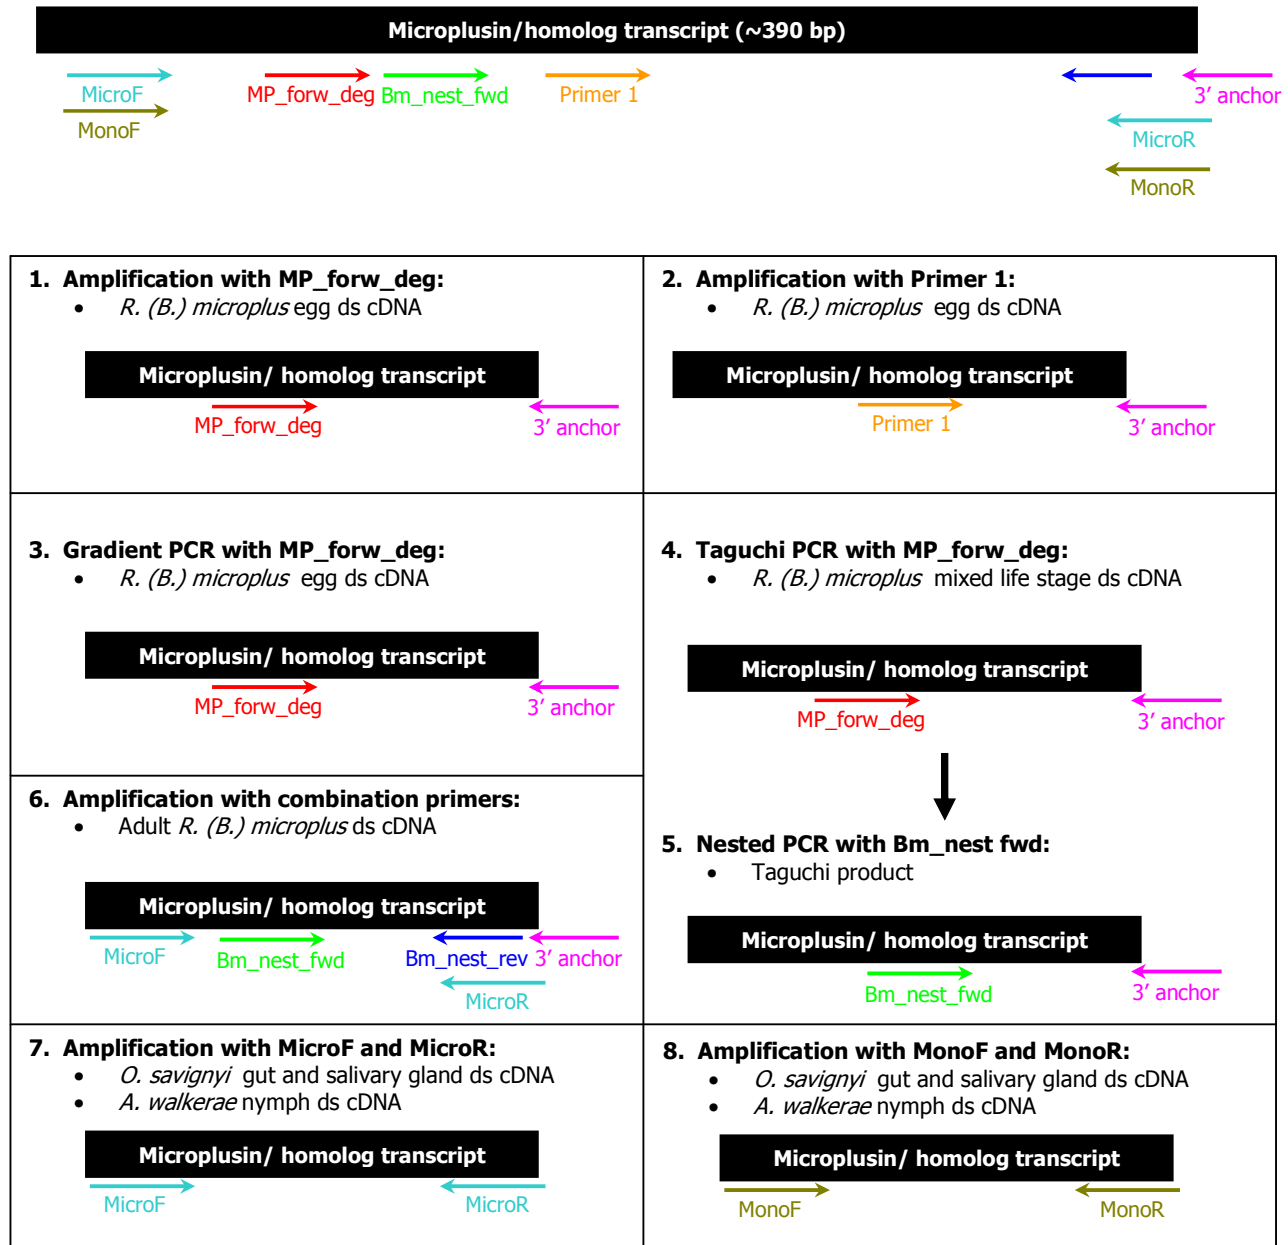 Microplusin/homolog transcript (~390 bp)
MicroF
MP_forw_deg
Bm_nest_fwd
Primer 1
3’ anchor
MonoF
MicroR
MonoR
1. Amplification with MP_forw_deg:
• R. (B.) microplus egg ds cDNA
Microplusin/ homolog transcript
MP_forw_deg
3’ anchor
2. Amplification with Primer 1:
• R. (B.) microplus egg ds cDNA
Microplusin/ homolog transcript
Primer 1
3’ anchor
3. Gradient PCR with MP_forw_deg:
• R. (B.) microplus egg ds cDNA
Microplusin/ homolog transcript
MP_forw_deg
3’ anchor
4. Taguchi PCR with MP_forw_deg:
• R. (B.) microplus mixed life stage ds cDNA
Microplusin/ homolog transcript
MP_forw_deg
3’ anchor
5. Nested PCR with Bm_nest fwd:
• Taguchi product
Microplusin/ homolog transcript
Bm_nest_fwd
3’ anchor
6. Amplification with combination primers:
• Adult R. (B.) microplus ds cDNA
Microplusin/ homolog transcript
MicroF
Bm_nest_fwd
Bm_nest_rev
3’ anchor
MicroR
7. Amplification with MicroF and MicroR:
• O. savignyi gut and salivary gland ds cDNA
• A. walkerae nymph ds cDNA
Microplusin/ homolog transcript
MicroF
MicroR
8. Amplification with MonoF and MonoR:
• O. savignyi gut and salivary gland ds cDNA
• A. walkerae nymph ds cDNA
Microplusin/ homolog transcript
MonoF
MonoR